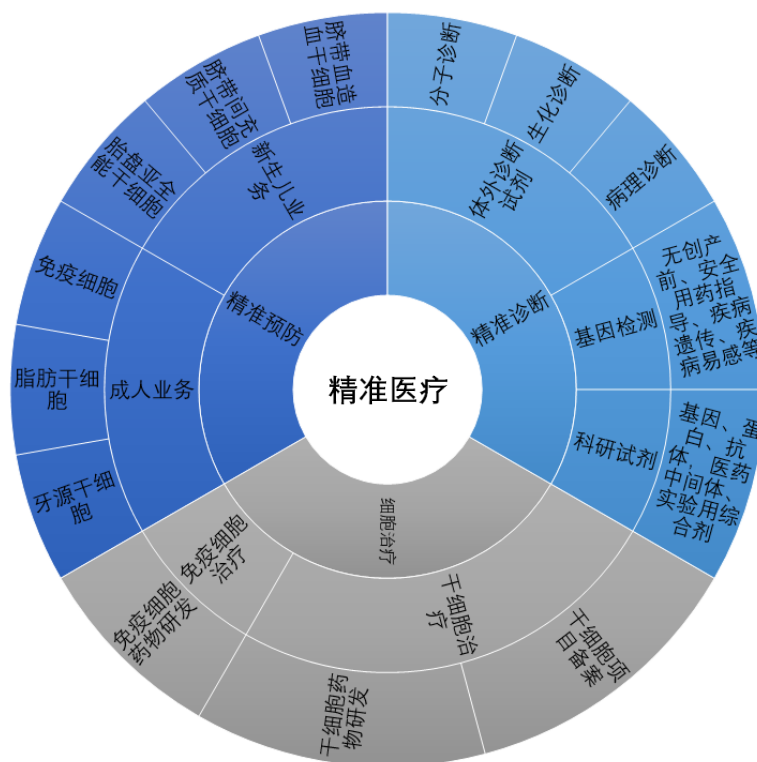 精准医疗
精准诊断
体外诊断
试剂
分子诊断
生化诊断
病理诊断
基因检测
无创产
前、安全
用药指
导、疾病
遗传、疾
病易感等
科研试剂
基因、蛋
白、抗
体，医药
中间体、
实验用综
合剂
细胞治疗
干细胞治
疗
干细胞项
目备案
干细胞药
物研发
免疫细胞
治疗
免疫细胞
药物研发
精准预防
成人业务
牙源干细
胞
脂肪干细
胞
免疫细胞
新生儿业
务
胎盘亚全
能干细胞
脐带间充
质干细胞
脐带血造
血干细胞